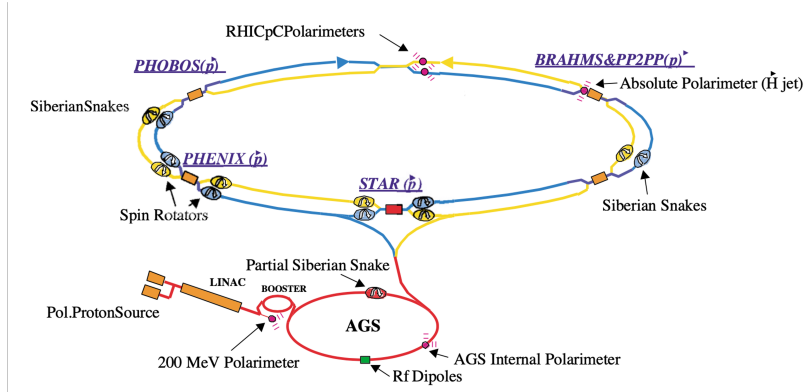 RHICpCPolarimeters
PHOBOS(p)
BRAHMS&PP2PP(p)
Absolute Polarimeter (H jet)
SiberianSnakes
PHENIX (p)
STAR (p)
Spin Rotators
Siberian Snakes
Partial Siberian Snake
LINAC
BOOSTER
Pol.ProtonSource
AGS
200 MeV Polarimeter
AGS Internal Polarimeter
Rf Dipoles